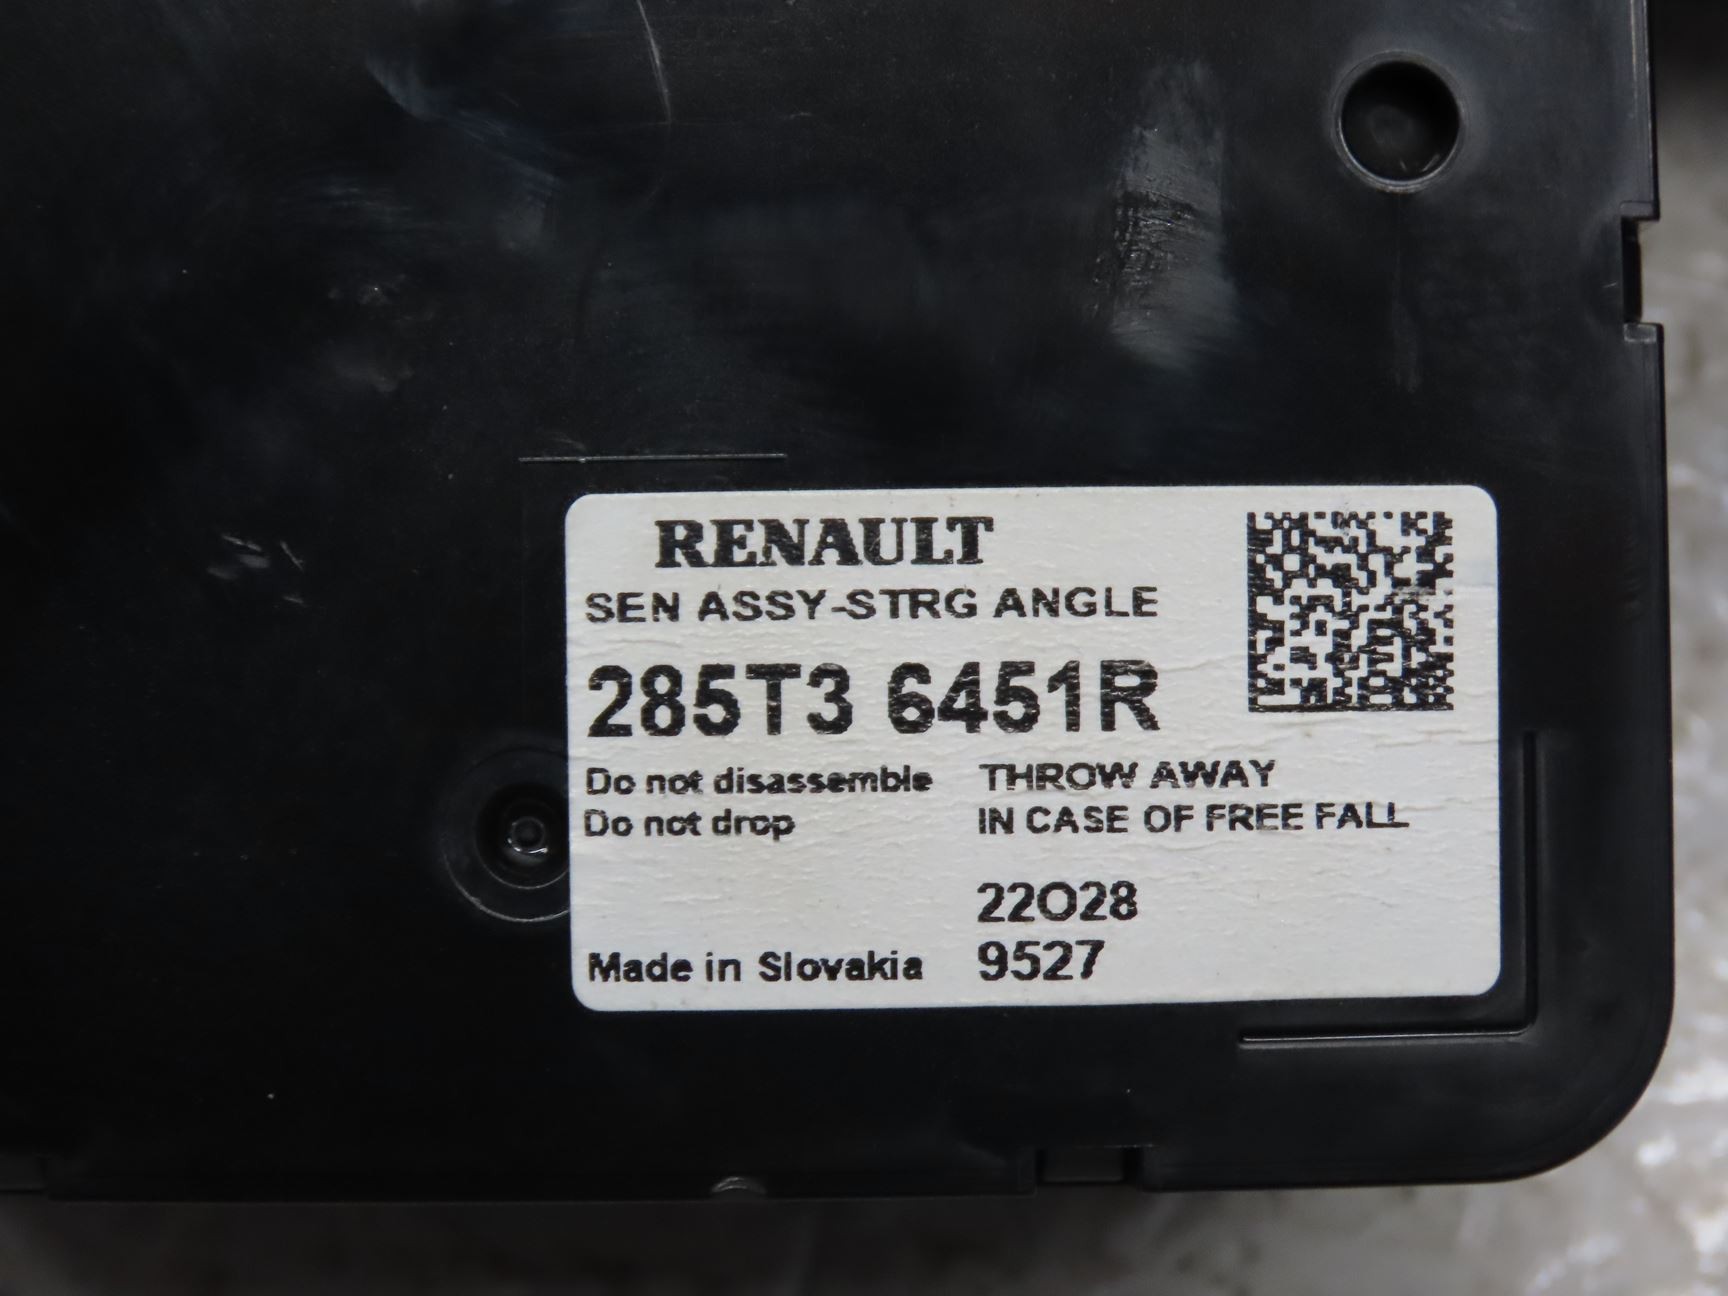 RENAULT
SEN ASSY-STRG ANGLE
285T3 6451R
Do not disassemble THROW AWAY
Do not drop IN CASE OF FREE FALL
22O28
Made in Slovakia 9527